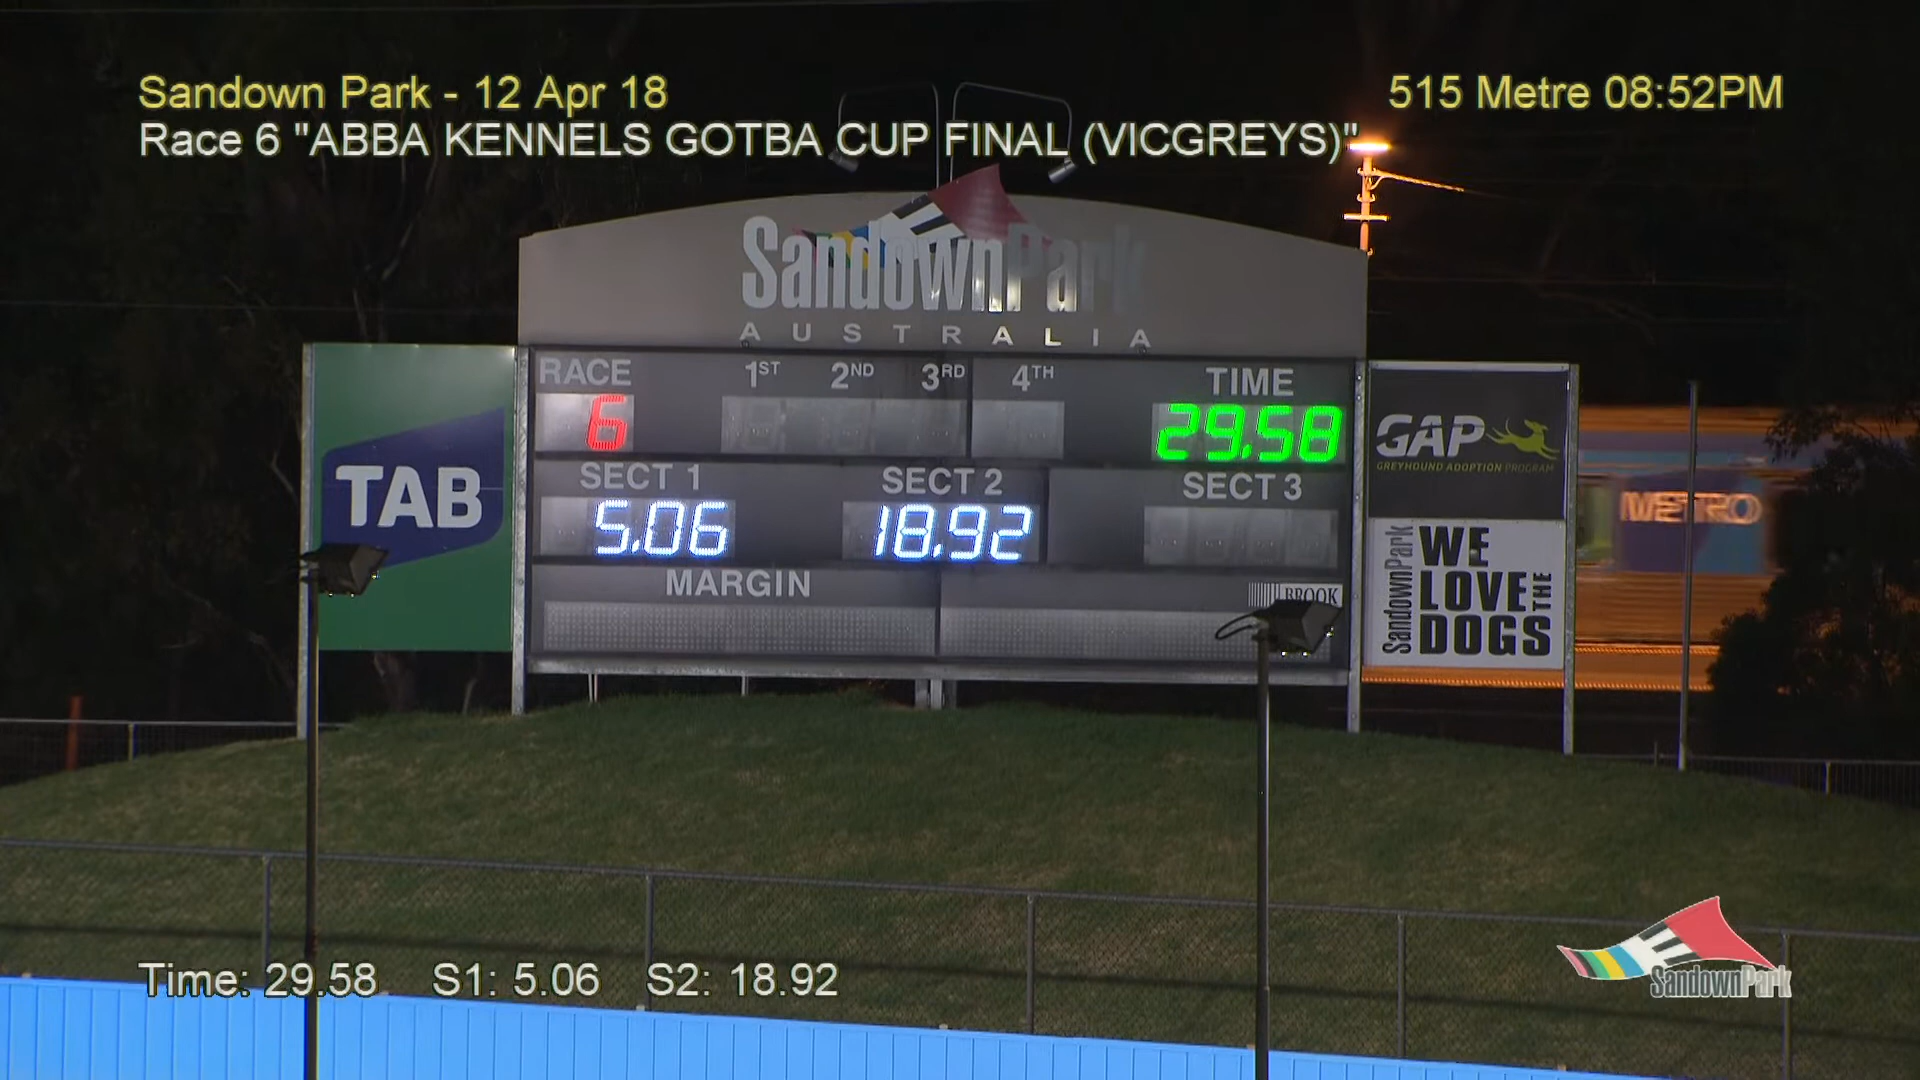 Sandown Park - 12 Apr 18
515 Metre 08:52PM
Race 6 "ABBA KENNELS GOTBA CUP FINAL (VICGREYS)"
SandownPark
AUSTRALIA
RACE 1ST 2ND 3RD 4TH TIME
6 29.58
SECT 1 SECT 2 SECT 3
5.06 18.92
MARGIN
BROOK
TAB
GAP
GREYHOUND ADOPTION PROGRAM
SandownPark
WE
LOVE THE
DOGS
METRO
Time: 29.58 S1: 5.06 S2: 18.92
SandownPark